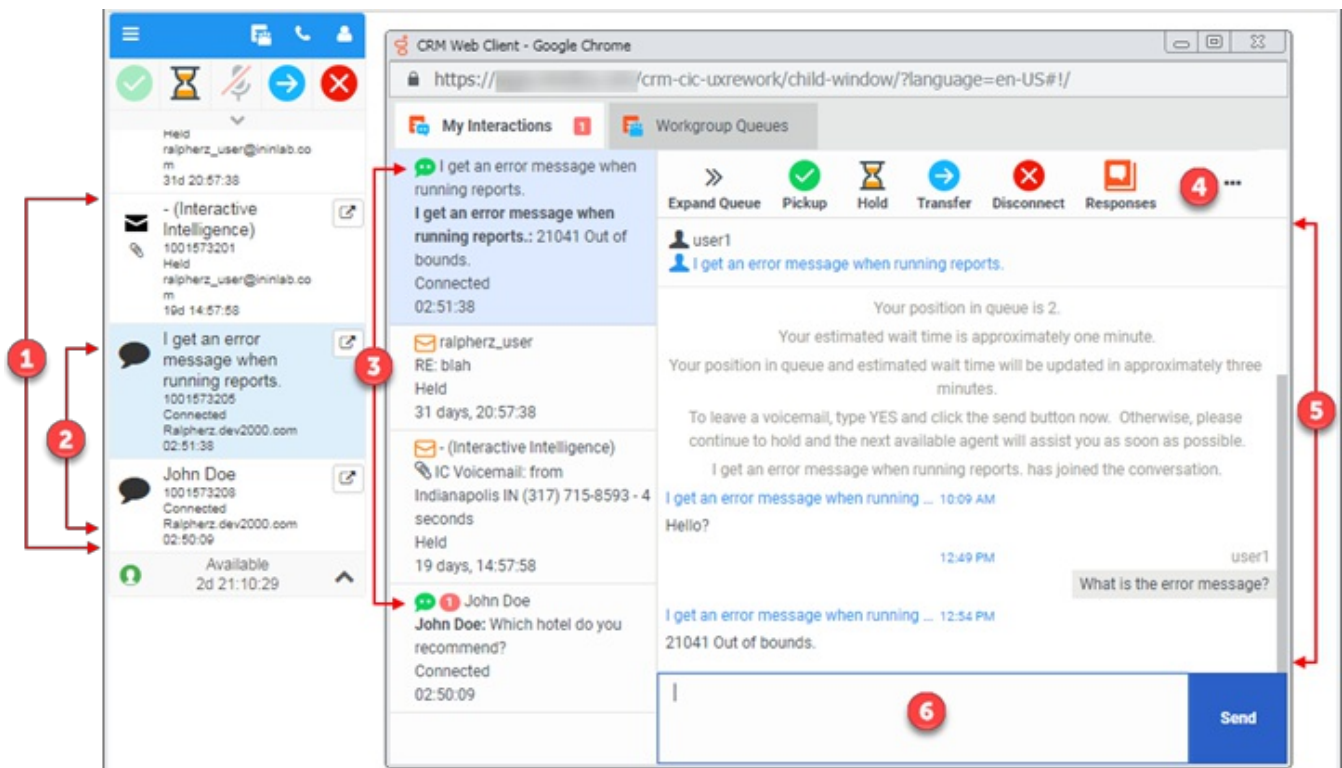 Held
ralpherz_user@ininlab.co
m
31d 20:57:38
- (Interactive
Intelligence)
1001573201
Held
ralpherz_user@ininlab.co
m
19d 14:57:58
I get an error
message when
running reports.
1001573205
Connected
Ralpherz.dev2000.com
02:51:38
John Doe
1001573208
Connected
Ralpherz.dev2000.com
02:50:09
Available
2d 21:10:29
1
2
3
CRM Web Client - Google Chrome
https:// /crm-cic-uxrework/child-window/?language=en-US#!/
My Interactions 1
Workgroup Queues
I get an error message when
running reports.
I get an error message when
running reports.: 21041 Out of
bounds.
Connected
02:51:38
ralpherz_user
RE: blah
Held
31 days, 20:57:38
- (Interactive Intelligence)
IC Voicemail: from
Indianapolis IN (317) 715-8593 - 4
seconds
Held
19 days, 14:57:58
1 John Doe
John Doe: Which hotel do you
recommend?
Connected
02:50:09
Expand Queue Pickup Hold Transfer Disconnect Responses 4 ...
user1
I get an error message when running reports.
Your position in queue is 2.
Your estimated wait time is approximately one minute.
Your position in queue and estimated wait time will be updated in approximately three
minutes.
To leave a voicemail, type YES and click the send button now. Otherwise, please
continue to hold and the next available agent will assist you as soon as possible.
I get an error message when running reports. has joined the conversation.
I get an error message when running ... 10:09 AM
Hello?
12:49 PM user1
What is the error message?
I get an error message when running ... 12:54 PM
21041 Out of bounds.
5
6
Send